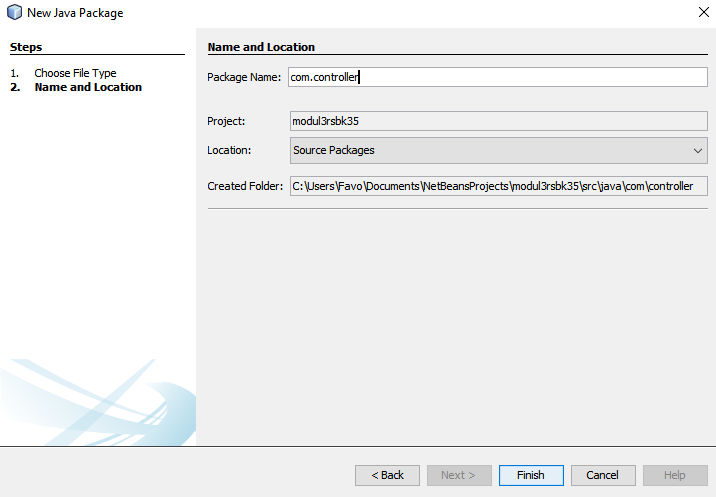 New Java Package
Steps
1. Choose File Type
2. Name and Location
Name and Location
Package Name: com.controller
Project: modul3rsbk35
Location: Source Packages
Created Folder: C:\Users\Favo\Documents\NetBeansProjects\modul3rsbk35\src\java\com\controller
< Back
Next >
Finish
Cancel
Help